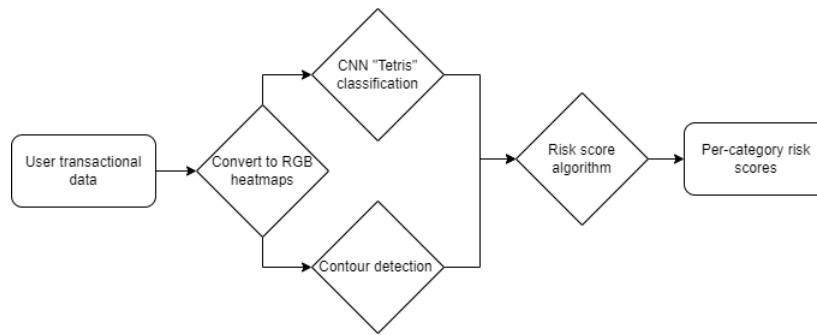 CNN "Tetris"
classification
User transactional
data
Convert to RGB
heatmaps
Contour detection
Risk score
algorithm
Per-category risk
scores